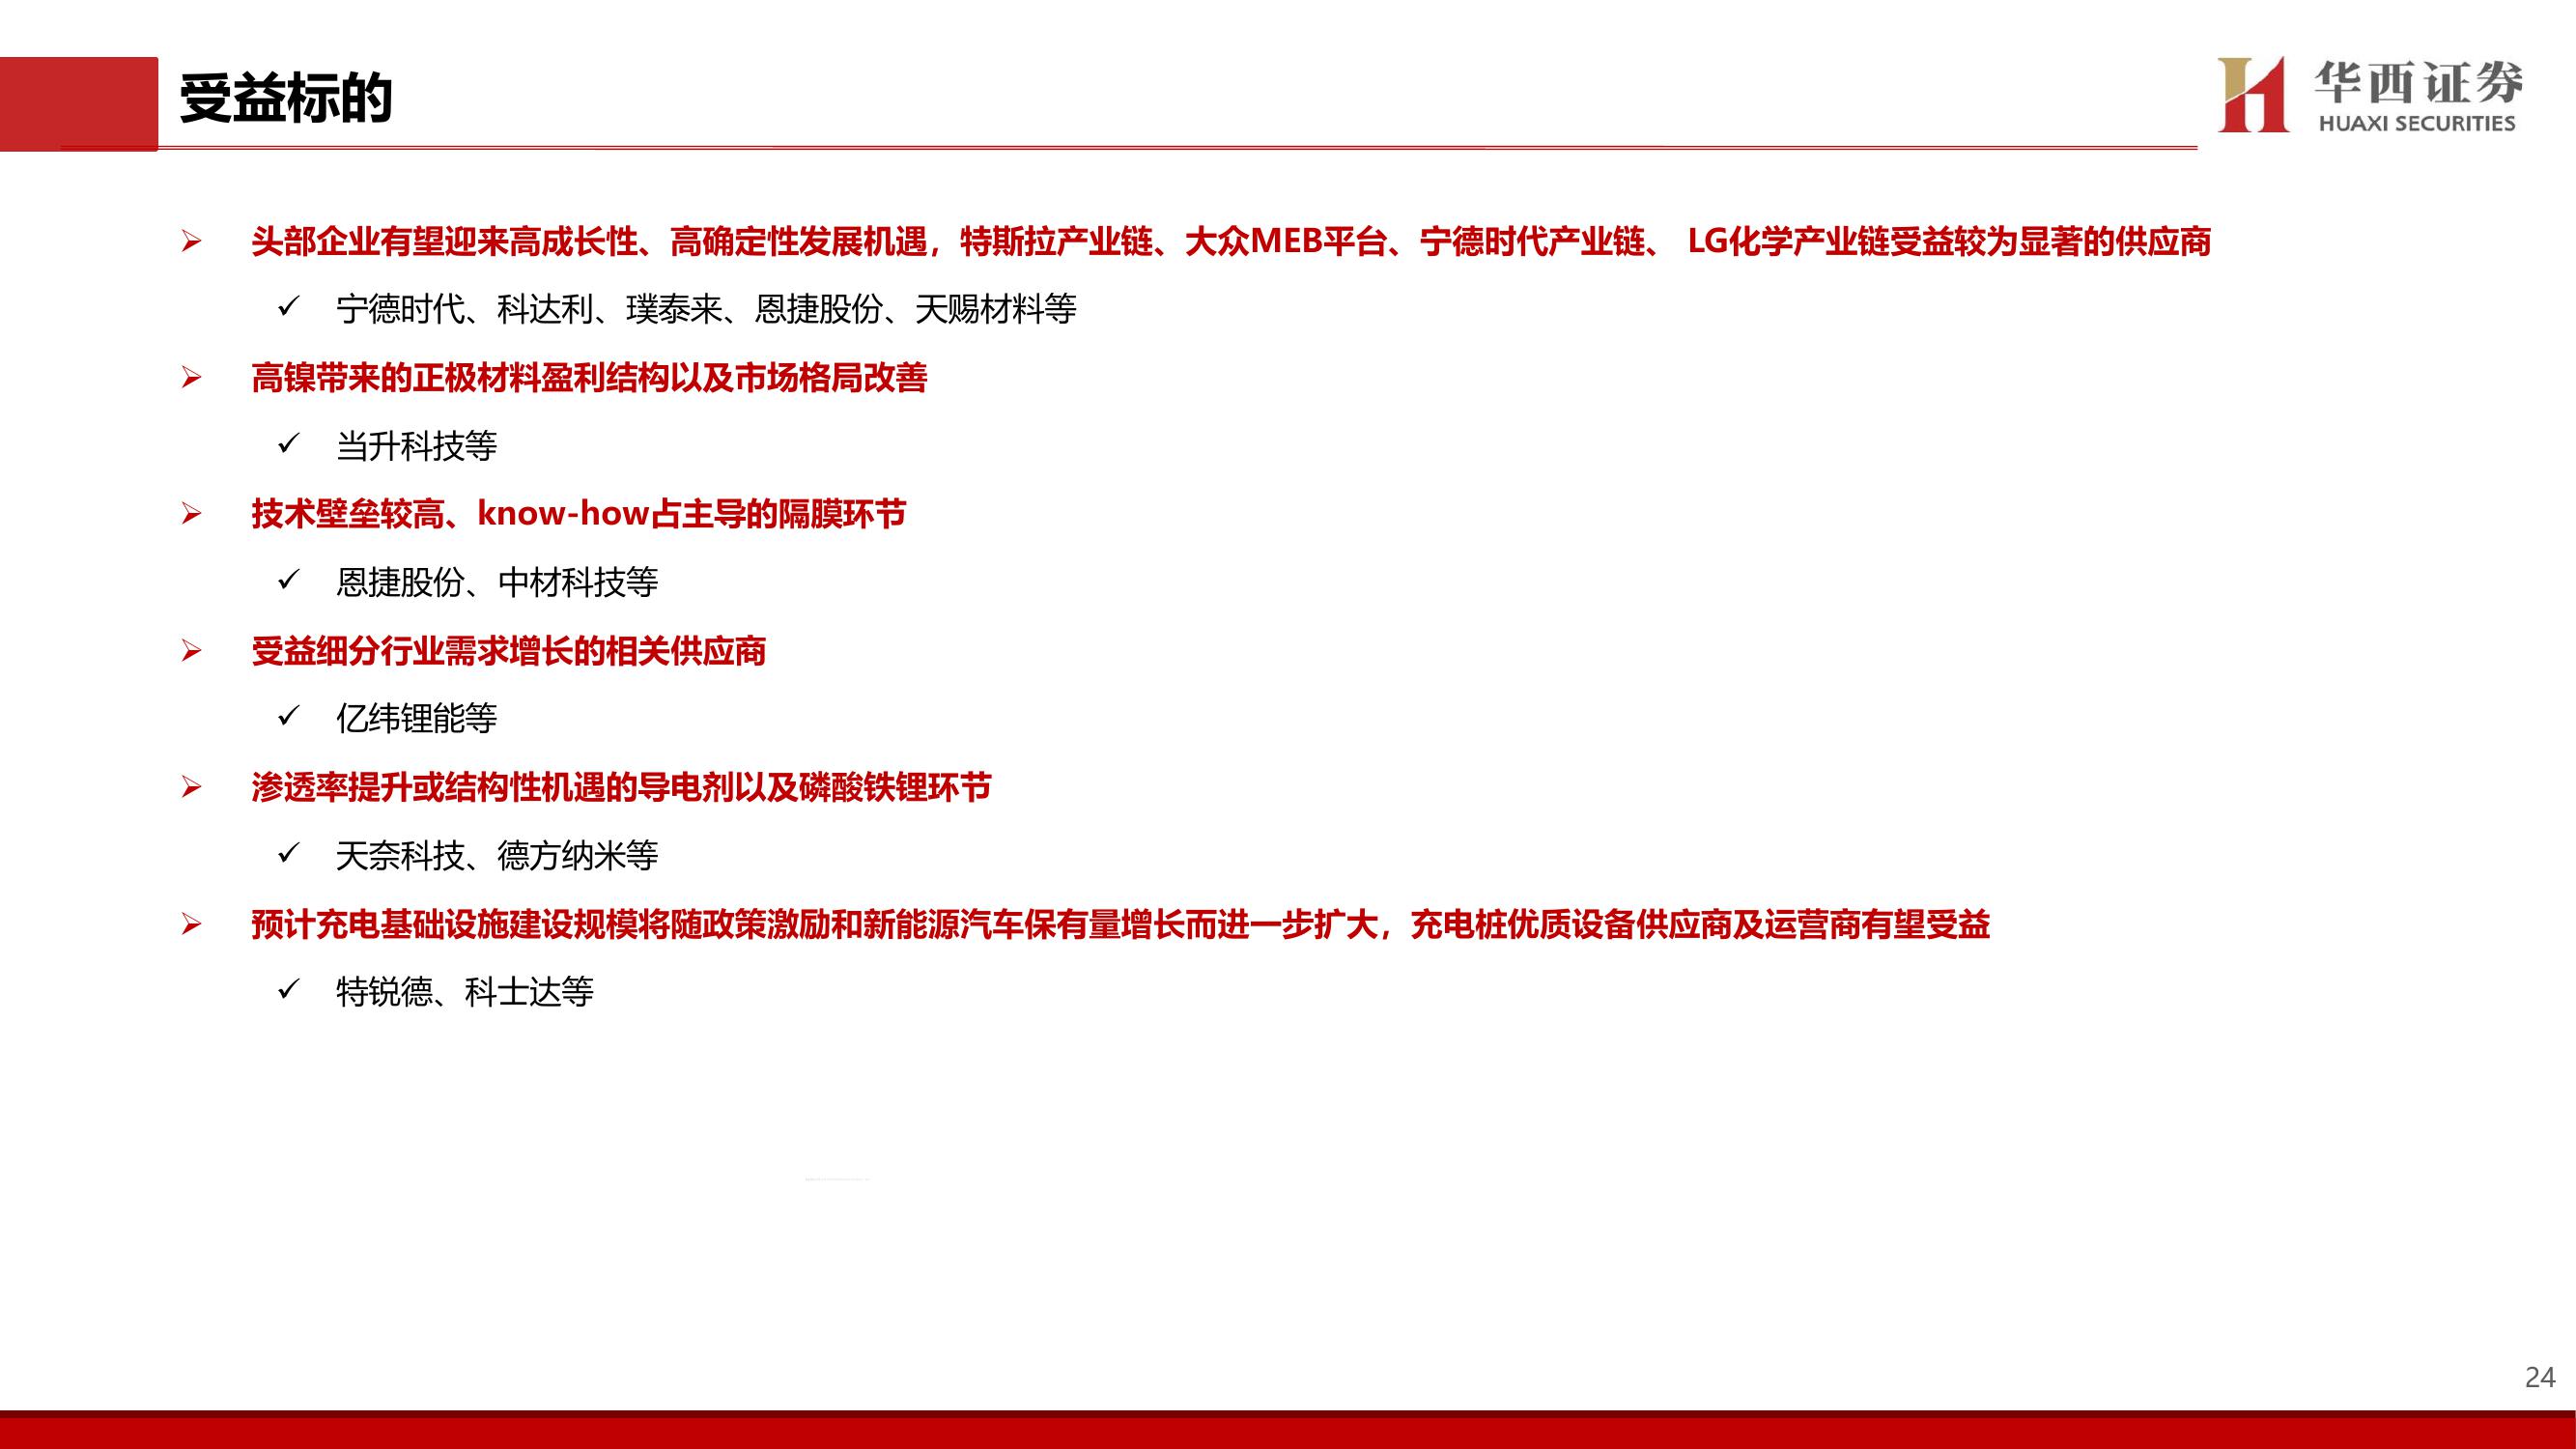 受益标的
华西证券
HUAXI SECURITIES
头部企业有望迎来高成长性、高确定性发展机遇，特斯拉产业链、大众MEB平台、宁德时代产业链、 LG化学产业链受益较为显著的供应商
宁德时代、科达利、璞泰来、恩捷股份、天赐材料等
高镍带来的正极材料盈利结构以及市场格局改善
当升科技等
技术壁垒较高、know-how占主导的隔膜环节
恩捷股份、中材科技等
受益细分行业需求增长的相关供应商
亿纬锂能等
渗透率提升或结构性机遇的导电剂以及磷酸铁锂环节
天奈科技、德方纳米等
预计充电基础设施建设规模将随政策激励和新能源汽车保有量增长而进一步扩大，充电桩优质设备供应商及运营商有望受益
特锐德、科士达等
24